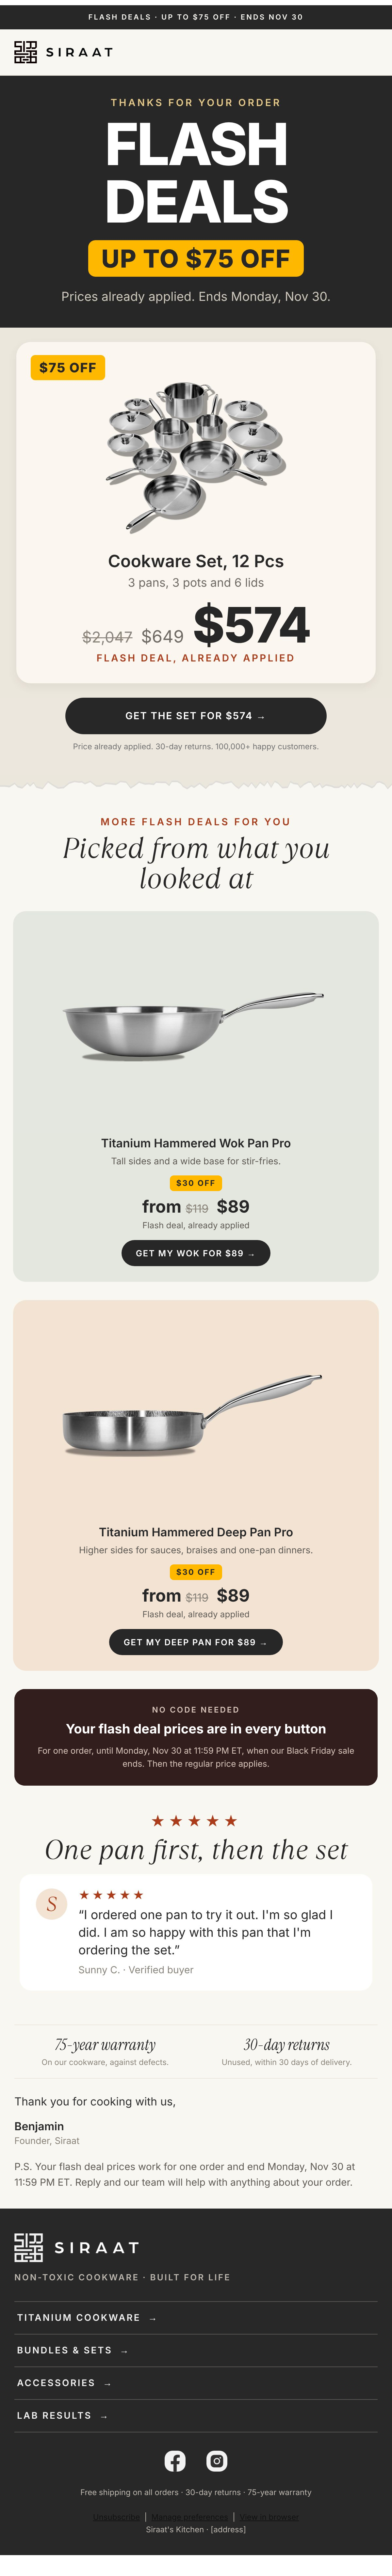 FLASH DEALS · UP TO $75 OFF · ENDS NOV 30
SIRAAT
THANKS FOR YOUR ORDER
FLASH
DEALS
UP TO $75 OFF
Prices already applied. Ends Monday, Nov 30.
$75 OFF
Cookware Set, 12 Pcs
3 pans, 3 pots and 6 lids
$2,047 $649 $574
FLASH DEAL, ALREADY APPLIED
GET THE SET FOR $574 →
Price already applied. 30-day returns. 100,000+ happy customers.
MORE FLASH DEALS FOR YOU
Picked from what you
looked at
Titanium Hammered Wok Pan Pro
Tall sides and a wide base for stir-fries.
$30 OFF
from $119 $89
Flash deal, already applied
GET MY WOK FOR $89 →
Titanium Hammered Deep Pan Pro
Higher sides for sauces, braises and one-pan dinners.
$30 OFF
from $119 $89
Flash deal, already applied
GET MY DEEP PAN FOR $89 →
NO CODE NEEDED
Your flash deal prices are in every button
For one order, until Monday, Nov 30 at 11:59 PM ET, when our Black Friday sale
ends. Then the regular price applies.
★★★★★
One pan first, then the set
S
★★★★★
“I ordered one pan to try it out. I'm so glad I
did. I am so happy with this pan that I'm
ordering the set.”
Sunny C. · Verified buyer
75-year warranty
On our cookware, against defects.
30-day returns
Unused, within 30 days of delivery.
Thank you for cooking with us,
Benjamin
Founder, Siraat
P.S. Your flash deal prices work for one order and end Monday, Nov 30 at
11:59 PM ET. Reply and our team will help with anything about your order.
SIRAAT
NON-TOXIC COOKWARE · BUILT FOR LIFE
TITANIUM COOKWARE →
BUNDLES & SETS →
ACCESSORIES →
LAB RESULTS →
Free shipping on all orders · 30-day returns · 75-year warranty
Unsubscribe | Manage preferences | View in browser
Siraat's Kitchen · [address]